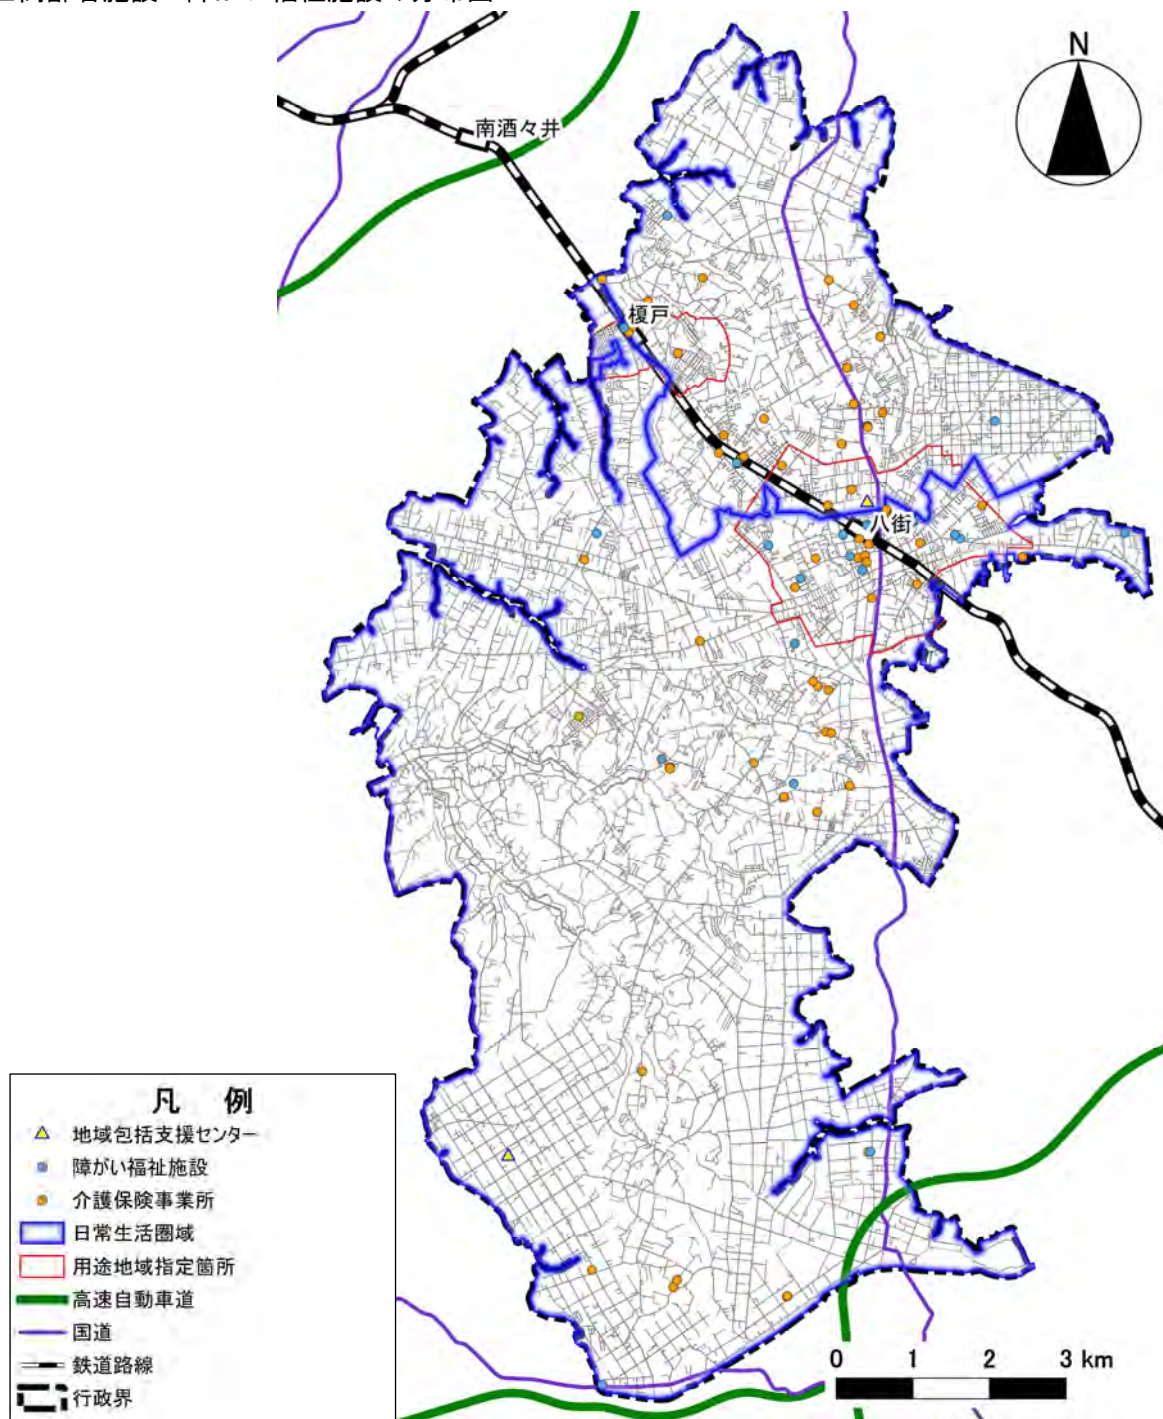 N
南酒々井
榎戸
八街
凡 例
地域包括支援センター
障がい福祉施設
介護保険事業所
日常生活圏域
用途地域指定箇所
高速自動車道
国道
鉄道路線
行政界
0 1 2 3 km